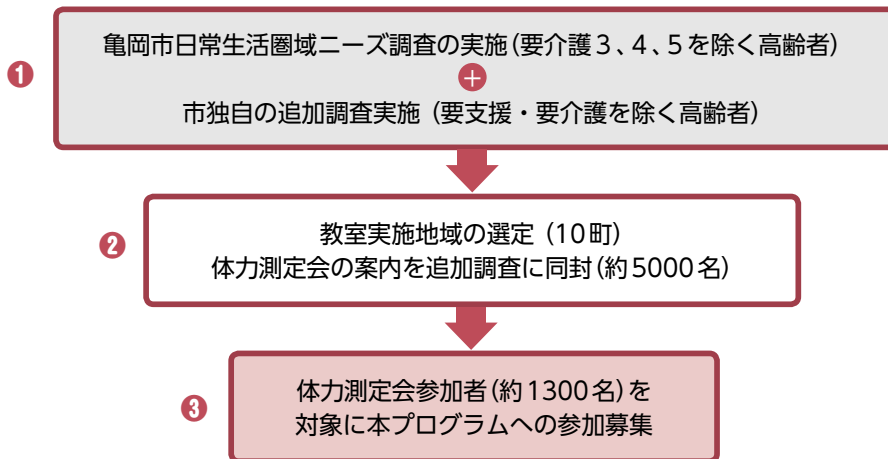 ❶
亀岡市日常生活圏域ニーズ調査の実施(要介護3、4、5を除く高齢者)
+
市独自の追加調査実施(要支援・要介護を除く高齢者)
❷
教室実施地域の選定(10町)
体力測定会の案内を追加調査に同封(約5000名)
❸
体力測定会参加者(約1300名)を
対象に本プログラムへの参加募集